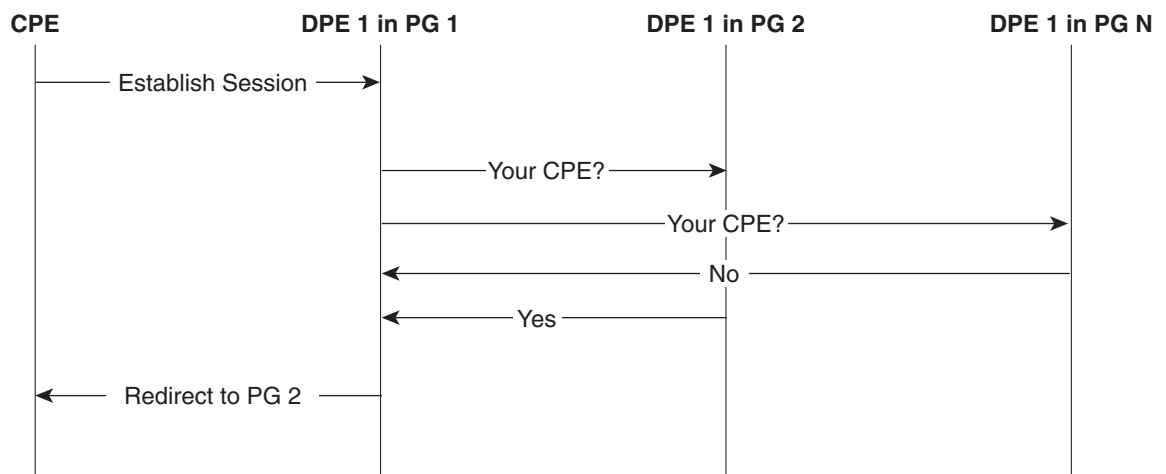 CPE
DPE 1 in PG 1
DPE 1 in PG 2
DPE 1 in PG N
Establish Session
Your CPE?
Your CPE?
No
Yes
Redirect to PG 2